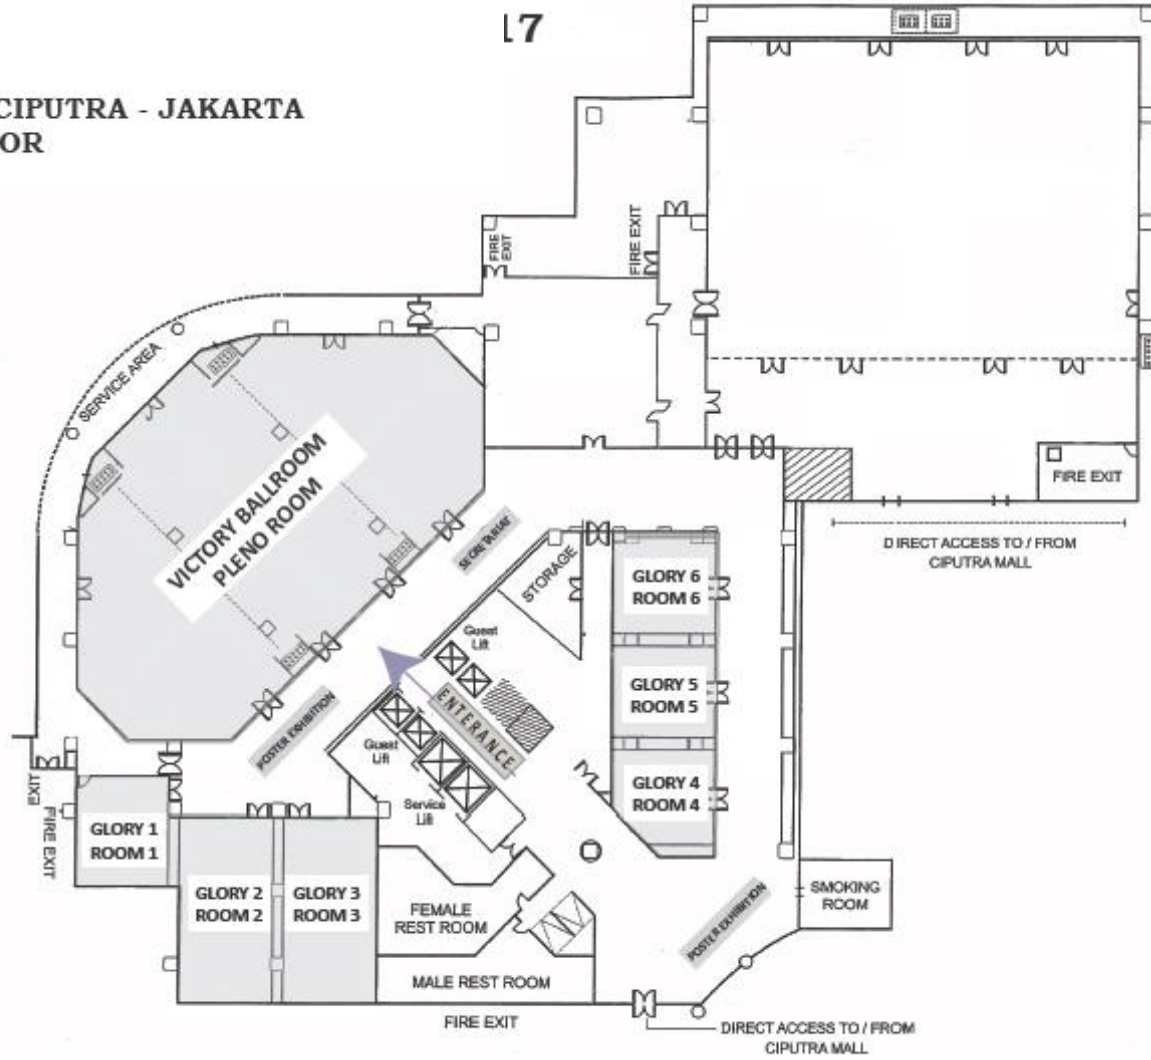 17
CIPUTRA - JAKARTA
OR
FIRE EXIT
FIRE EXIT
SERVICE AREA
VICTORY BALLROOM
PLENO ROOM
SECRETARIAT
STORAGE
GLORY 6
ROOM 6
FIRE EXIT
DIRECT ACCESS TO / FROM
CIPUTRA MALL
Guest
Lift
GLORY 5
ROOM 5
ENTERANCE
POSTER EXHIBITION
Guest
Lift
Service
Lift
GLORY 4
ROOM 4
EXIT
FIRE EXIT
GLORY 1
ROOM 1
GLORY 2
ROOM 2
GLORY 3
ROOM 3
FEMALE
REST ROOM
SMOKING
ROOM
POSTER EXHIBITION
MALE REST ROOM
FIRE EXIT
DIRECT ACCESS TO / FROM
CIPUTRA MALL